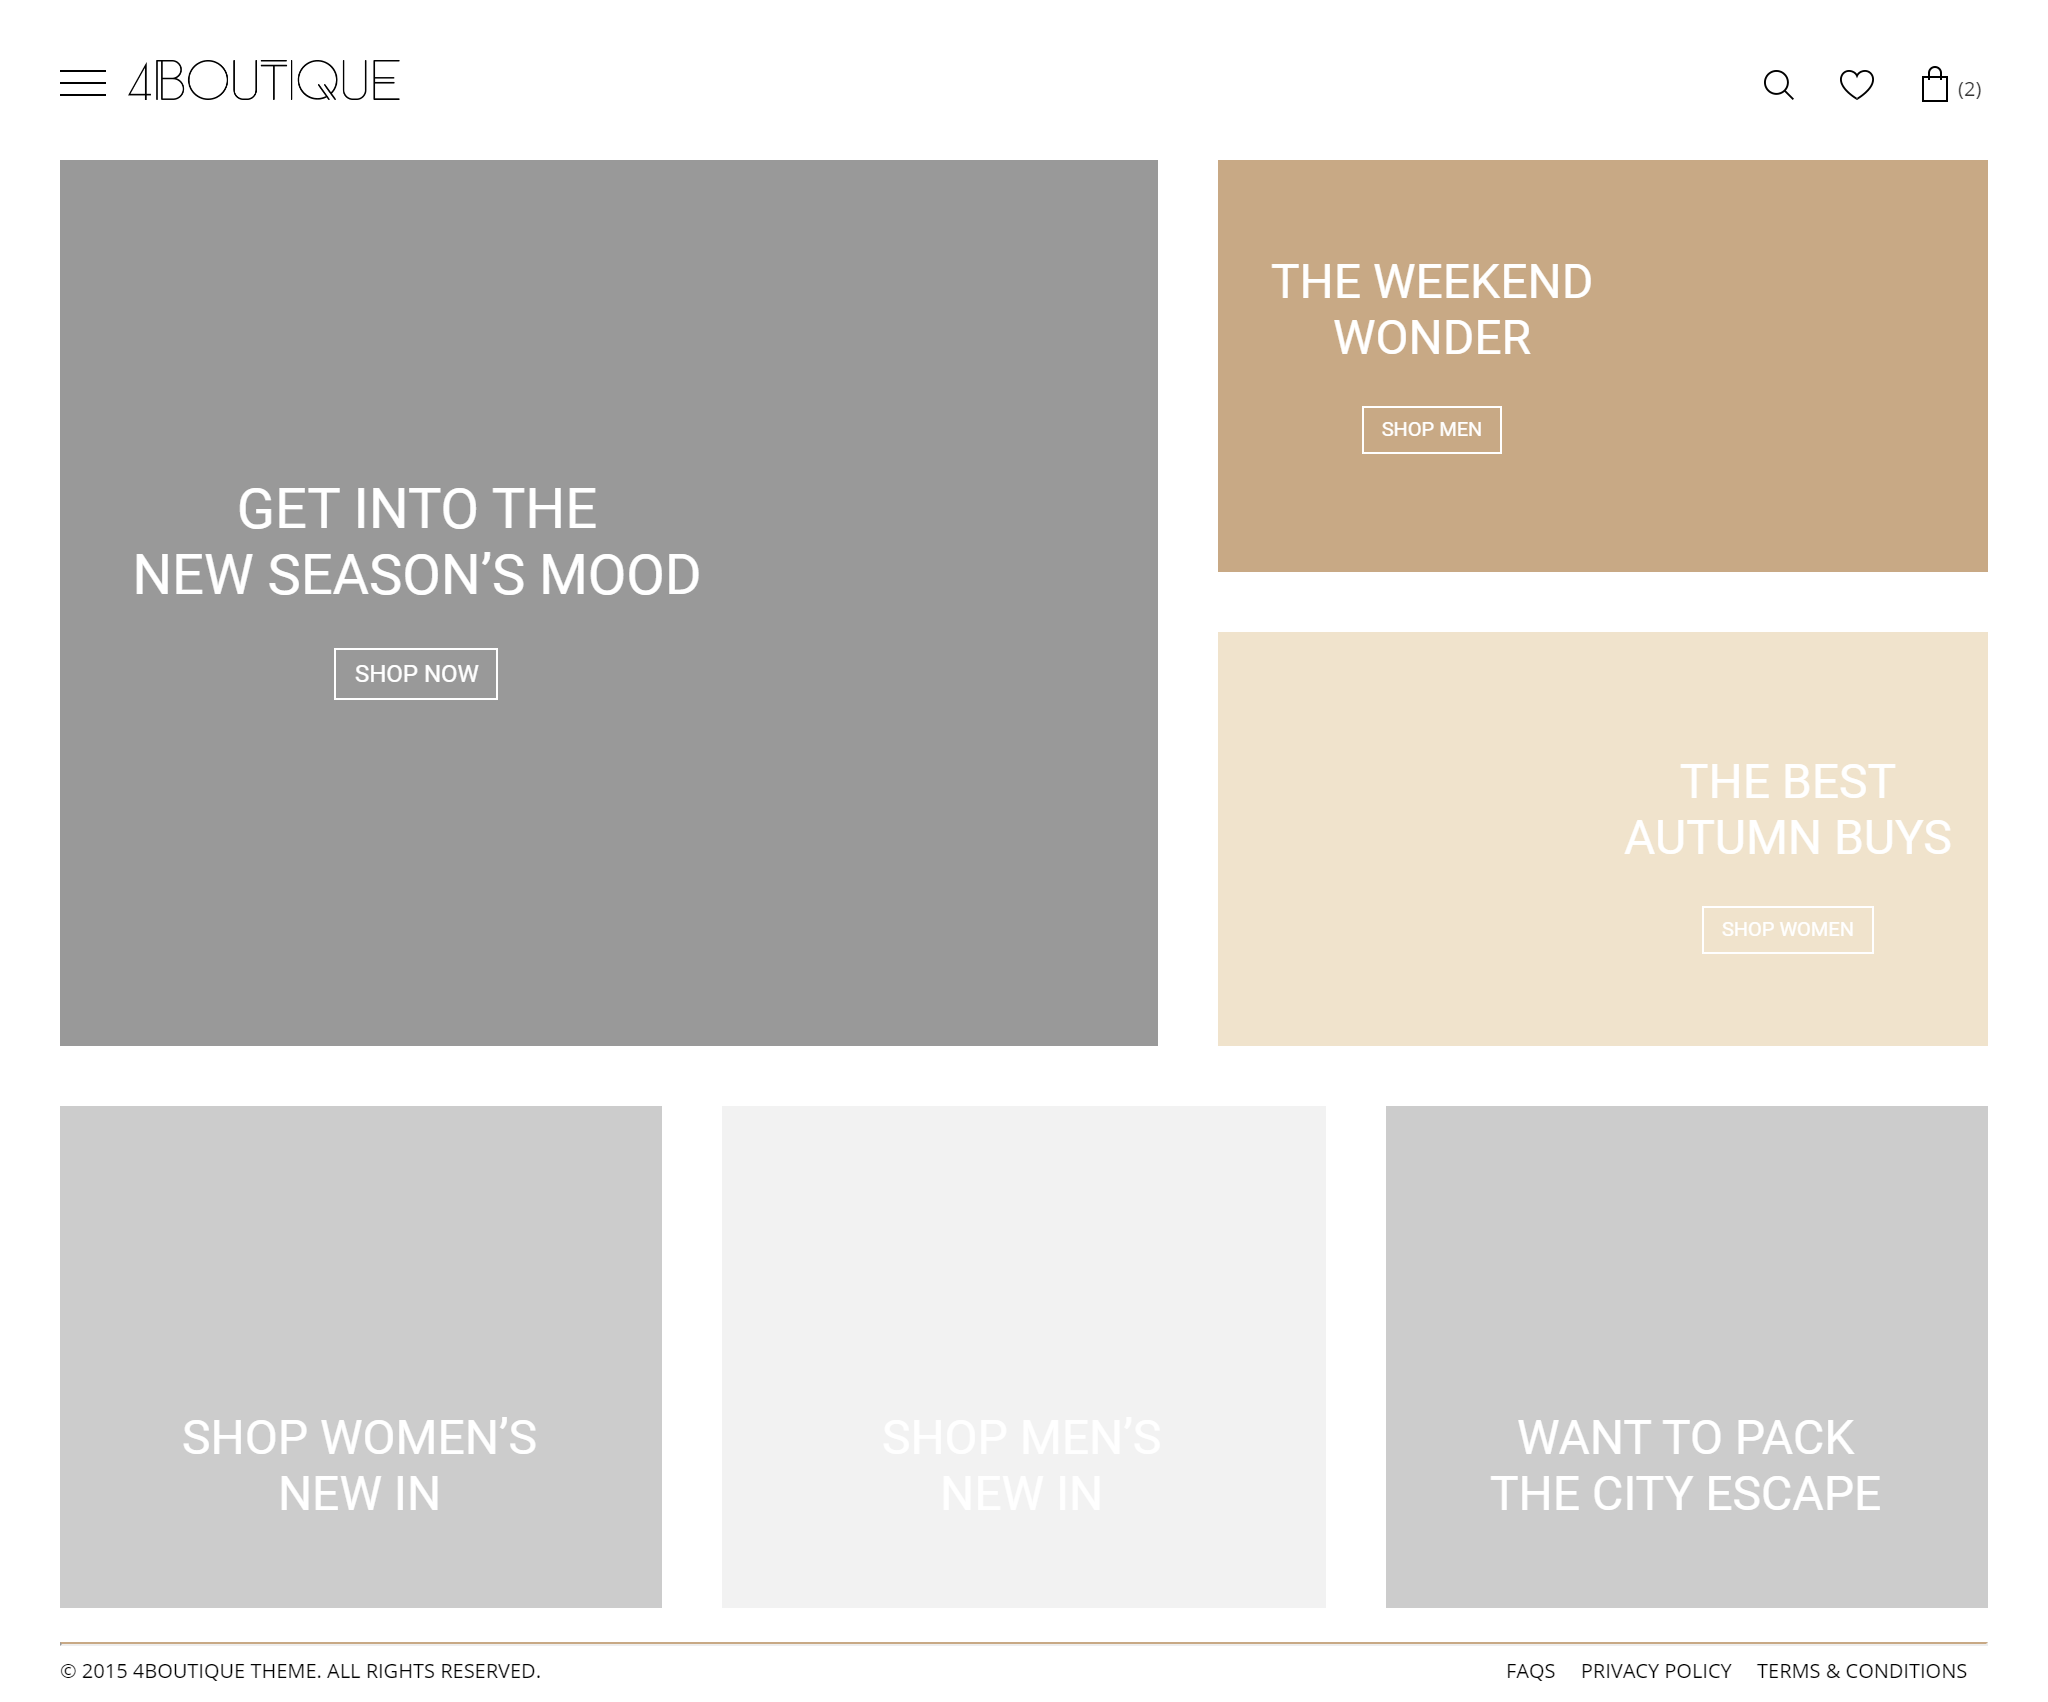 4BOUTIQUE
(2)
GET INTO THE
NEW SEASON’S MOOD
SHOP NOW
THE WEEKEND
WONDER
SHOP MEN
THE BEST
AUTUMN BUYS
SHOP WOMEN
SHOP WOMEN’S
NEW IN
SHOP MEN’S
NEW IN
WANT TO PACK
THE CITY ESCAPE
© 2015 4BOUTIQUE THEME. ALL RIGHTS RESERVED.
FAQS PRIVACY POLICY TERMS & CONDITIONS